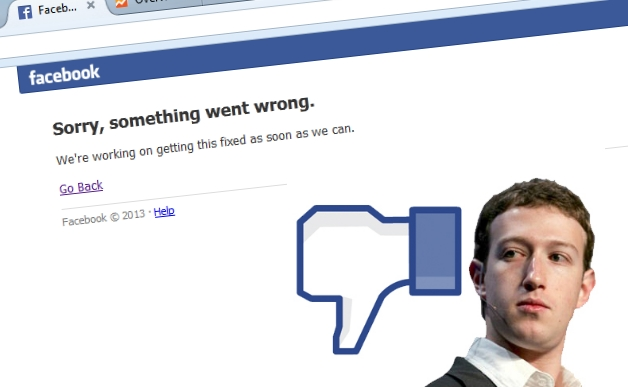 Faceb...
facebook
Sorry, something went wrong.
We're working on getting this fixed as soon as we can.
Go Back
Facebook © 2013 · Help